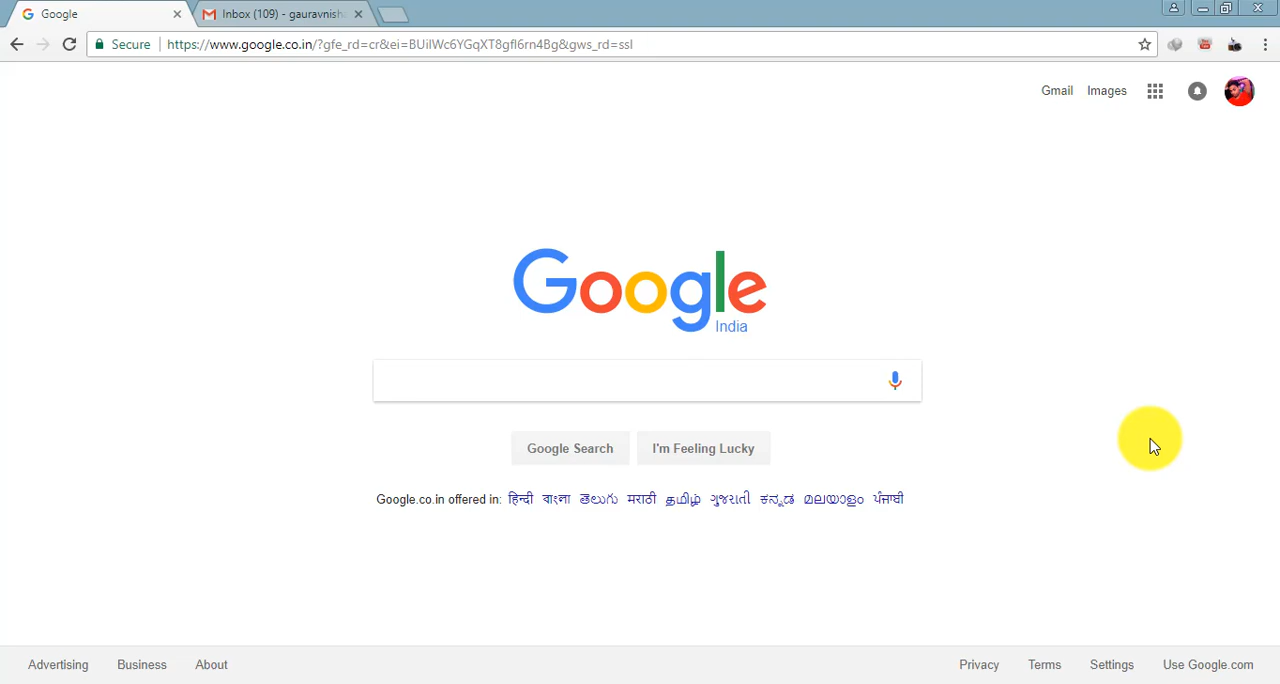 Google
Inbox (109) - gauravnish
Secure
https://www.google.co.in/?gfe_rd=cr&ei=BUilWc6YGqXT8gfl6rn4Bg&gws_rd=ssl
Gmail Images
Google
India
Google Search I'm Feeling Lucky
Google.co.in offered in: हिन्दी বাংলা తెలుగు मराठी தமிழ் ગુજરાતી ಕನ್ನಡ മലയാളം ਪੰਜਾਬੀ
Advertising Business About Privacy Terms Settings Use Google.com